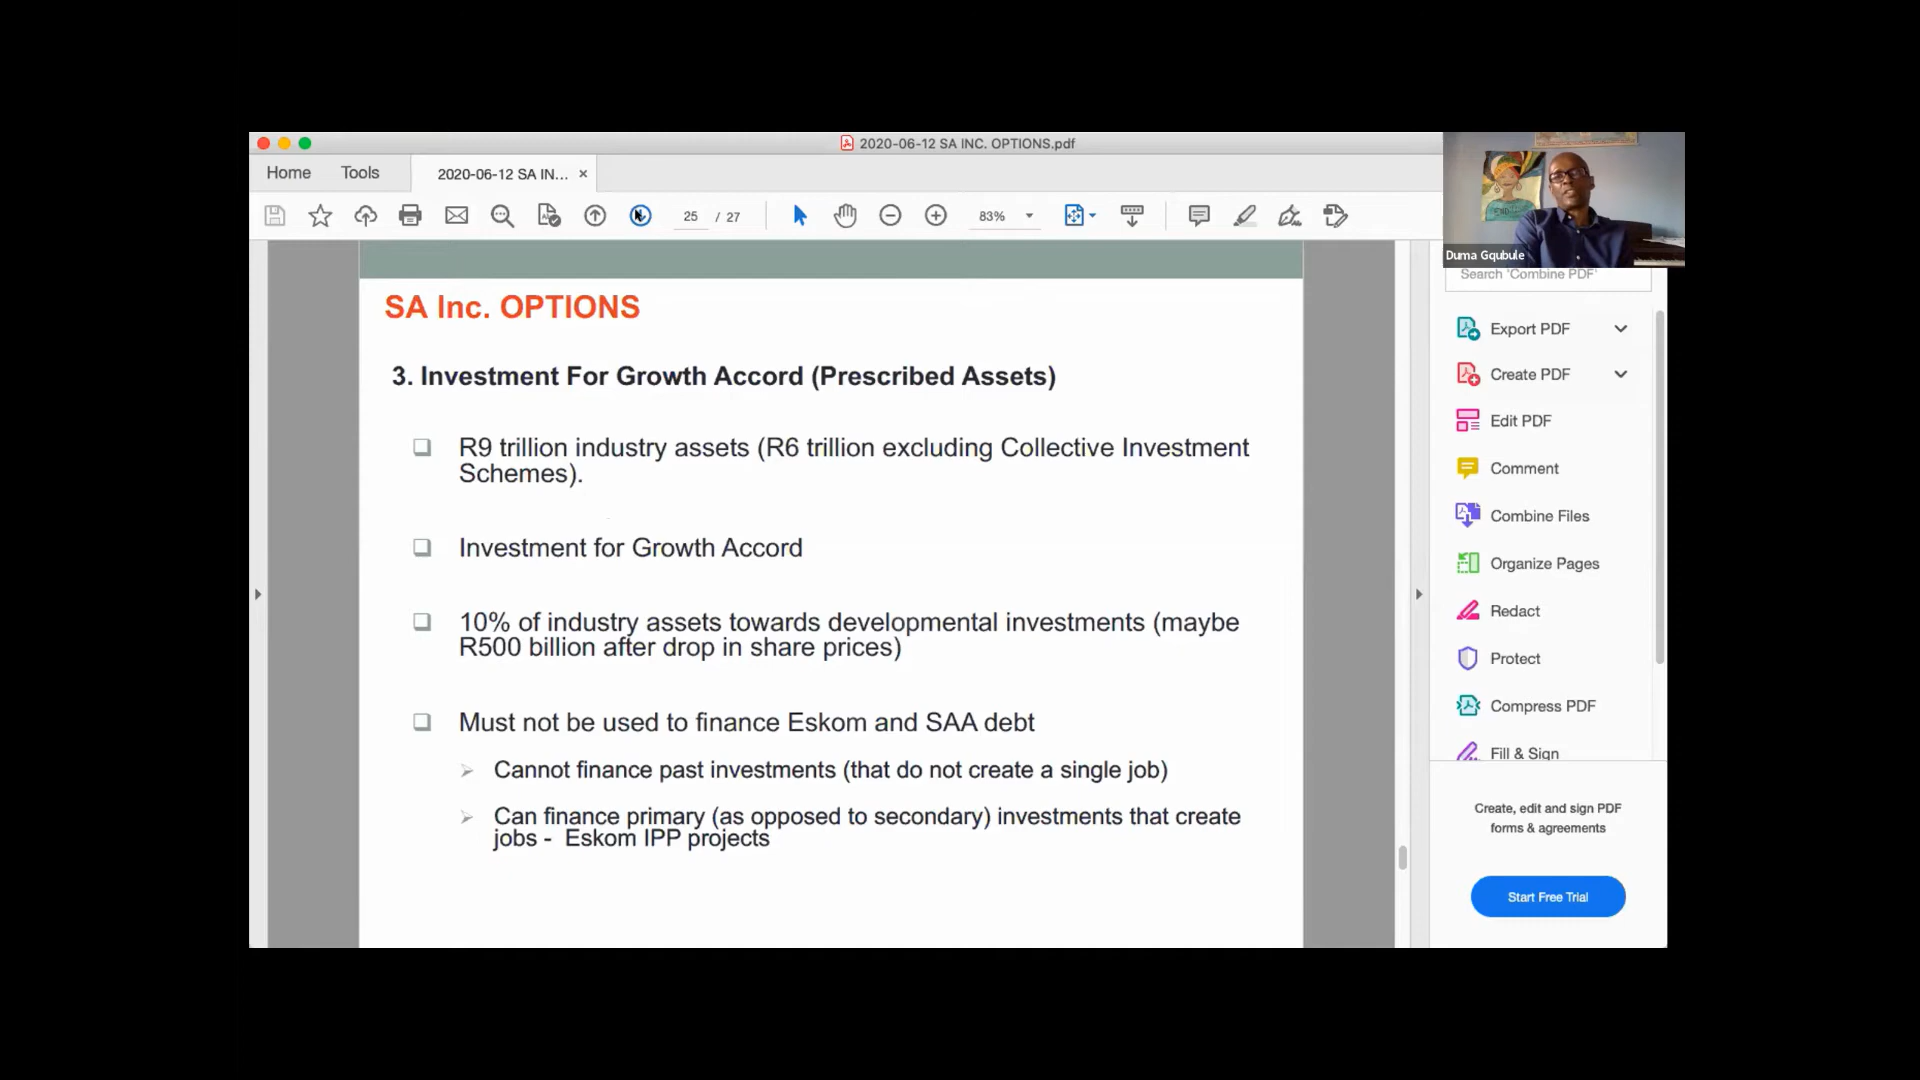 2020-06-12 SA INC. OPTIONS.pdf
Home
Tools
2020-06-12 SA IN... ×
25 / 27
83%
Duma Gqubule
Search 'Combine PDF'
SA Inc. OPTIONS
3. Investment For Growth Accord (Prescribed Assets)
R9 trillion industry assets (R6 trillion excluding Collective Investment
Schemes).
Investment for Growth Accord
10% of industry assets towards developmental investments (maybe
R500 billion after drop in share prices)
Must not be used to finance Eskom and SAA debt
Cannot finance past investments (that do not create a single job)
Can finance primary (as opposed to secondary) investments that create
jobs - Eskom IPP projects
Export PDF
Create PDF
Edit PDF
Comment
Combine Files
Organize Pages
Redact
Protect
Compress PDF
Fill & Sign
Create, edit and sign PDF
forms & agreements
Start Free Trial